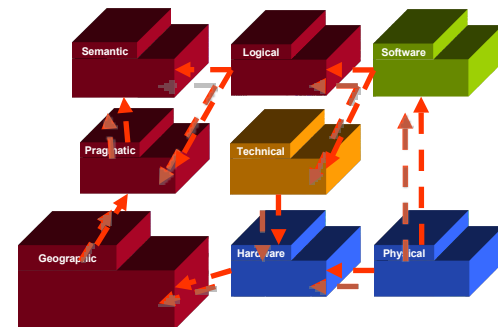 Semantic
Logical
Software
Pragmatic
Technical
Geographic
Hardware
Physical